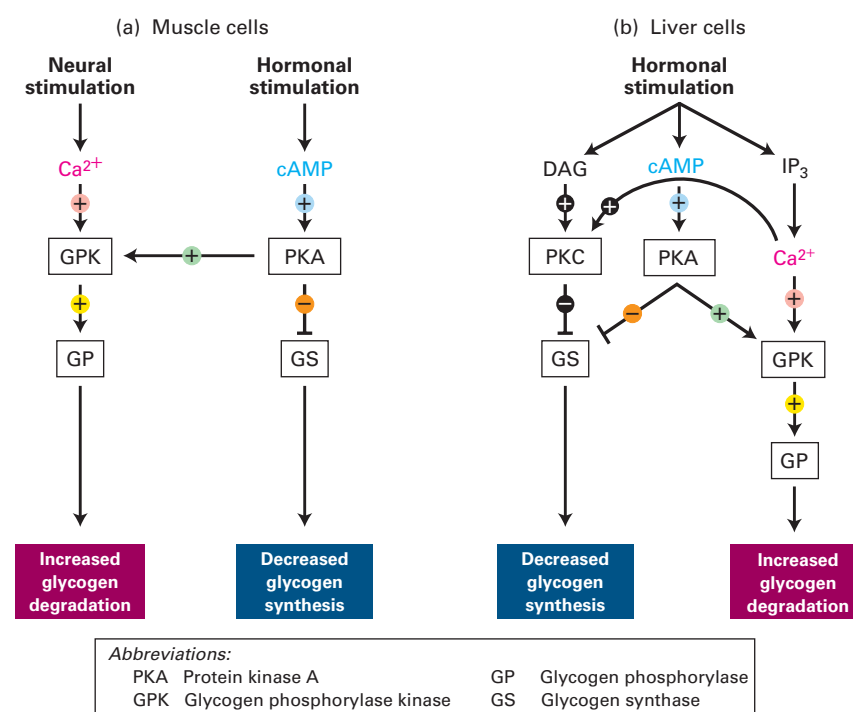 (a) Muscle cells
Neural
stimulation
Hormonal
stimulation
Ca²⁺
cAMP
+
+
GPK
+
PKA
+
−
GP
GS
Increased
glycogen
degradation
Decreased
glycogen
synthesis
(b) Liver cells
Hormonal
stimulation
DAG
cAMP
IP₃
+
+
+
PKC
PKA
Ca²⁺
+
−
−
+
GS
GPK
+
GP
Decreased
glycogen
synthesis
Increased
glycogen
degradation
Abbreviations:
PKA Protein kinase A
GPK Glycogen phosphorylase kinase
GP Glycogen phosphorylase
GS Glycogen synthase